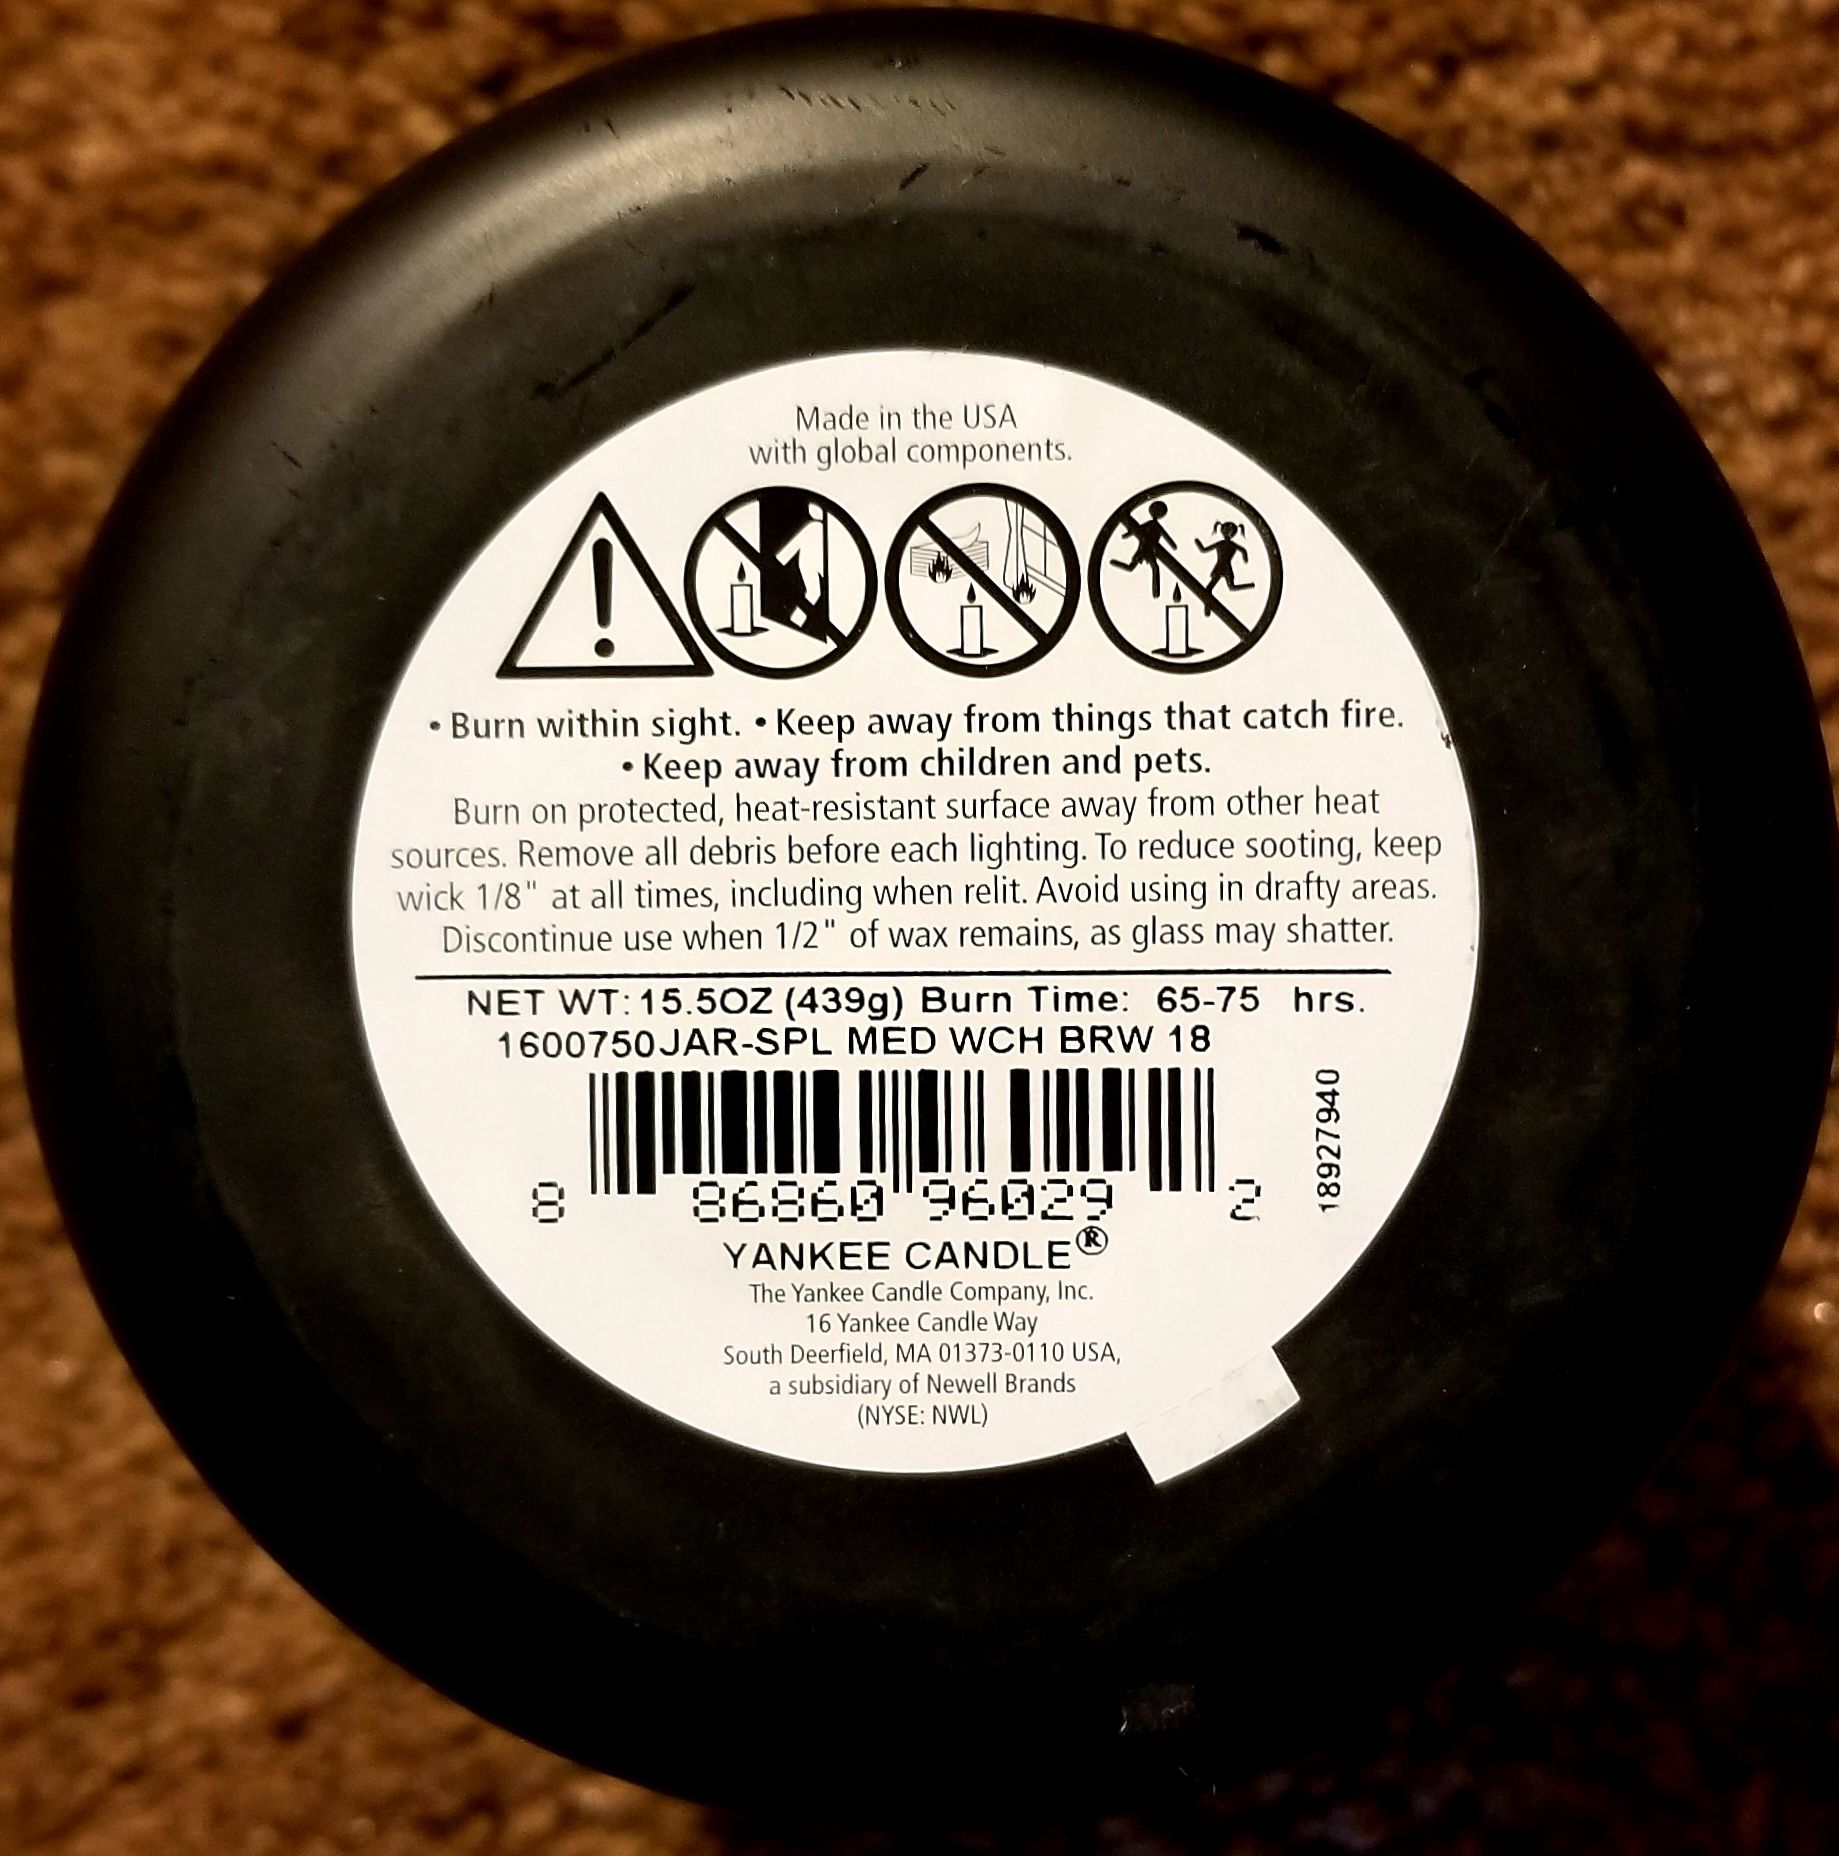 Made in the USA
with global components.
• Burn within sight. • Keep away from things that catch fire.
• Keep away from children and pets.
Burn on protected, heat-resistant surface away from other heat
sources. Remove all debris before each lighting. To reduce sooting, keep
wick 1/8" at all times, including when relit. Avoid using in drafty areas.
Discontinue use when 1/2" of wax remains, as glass may shatter.
NET WT: 15.5OZ (439g) Burn Time: 65-75 hrs.
1600750JAR-SPL MED WCH BRW 18
18927940
8 86860 96029 2
YANKEE CANDLE®
The Yankee Candle Company, Inc.
16 Yankee Candle Way
South Deerfield, MA 01373-0110 USA,
a subsidiary of Newell Brands
(NYSE: NWL)